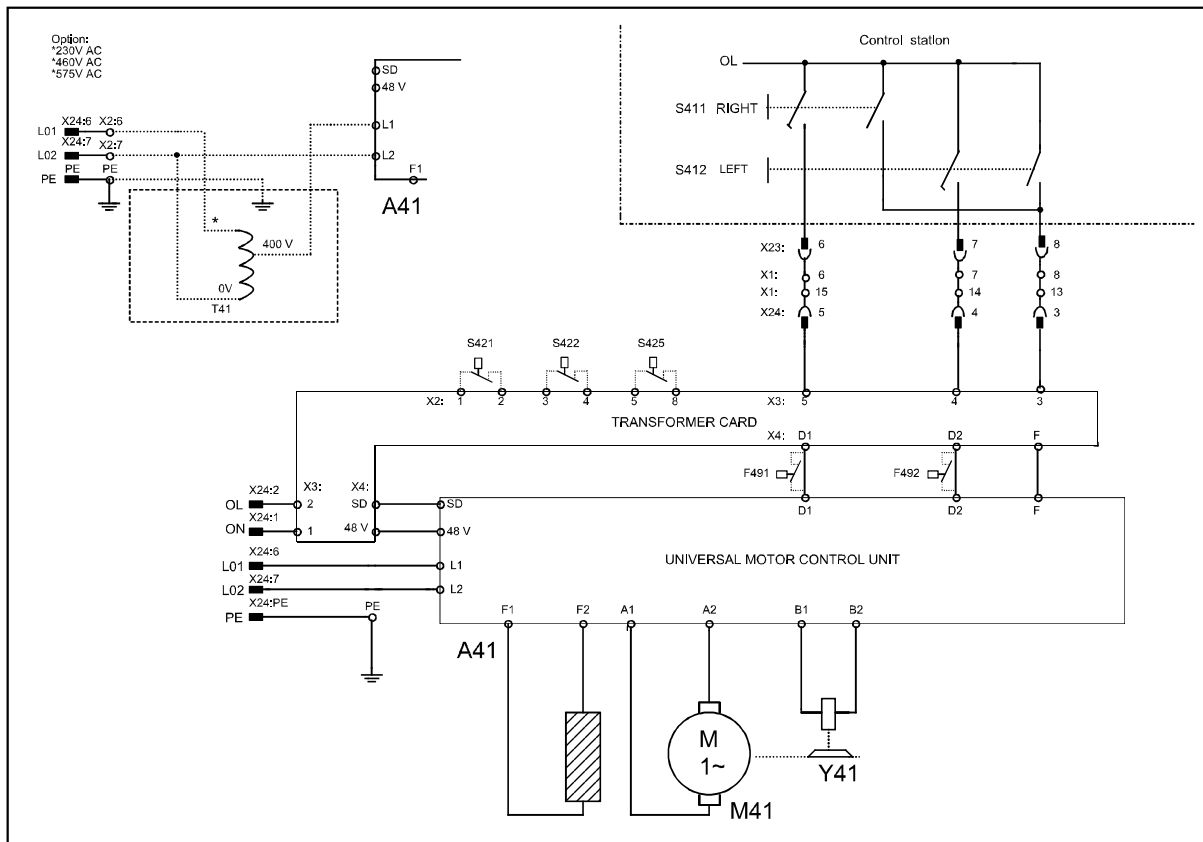 Option:
*230V AC
*460V AC
*575V AC
SD
48 V
L1
L2
F1
A41
L01 X24:6 X2:6
L02 X24:7 X2:7
PE PE PE
*
400 V
0V
T41
Control station
OL
S411 RIGHT
S412 LEFT
X23: 6 7 8
X1: 6 7 8
X1: 15 14 13
X24: 5 4 3
S421 S422 S425
X2: 1 2 3 4 5 8 X3: 5 4 3
TRANSFORMER CARD
X4: D1 D2 F
F491 F492
X3: X4:
OL X24:2 2 SD SD D1 D2 F
ON X24:1 1 48 V 48 V
UNIVERSAL MOTOR CONTROL UNIT
L01 X24:6 L1
L02 X24:7 L2
PE X24:PE PE
F1 F2 A1 A2 B1 B2
A41
M
1~
Y41
M41